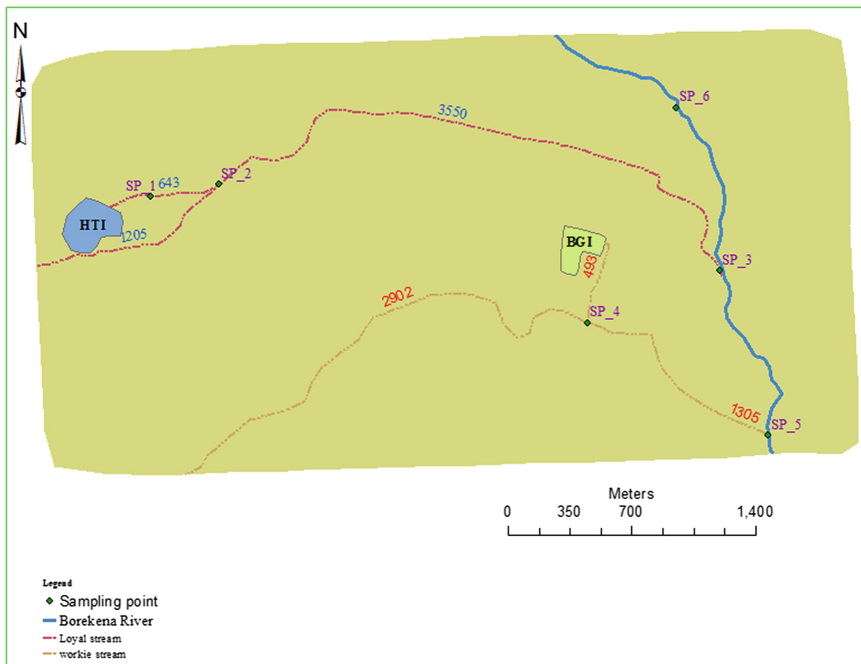 N
SP_6
3550
SP_2
SP_1
643
HTI
1205
BGI
SP_3
493
2902
SP_4
1305
SP_5
Meters
0 350 700 1,400
Legend
Sampling point
Borekena River
Loyal stream
workie stream